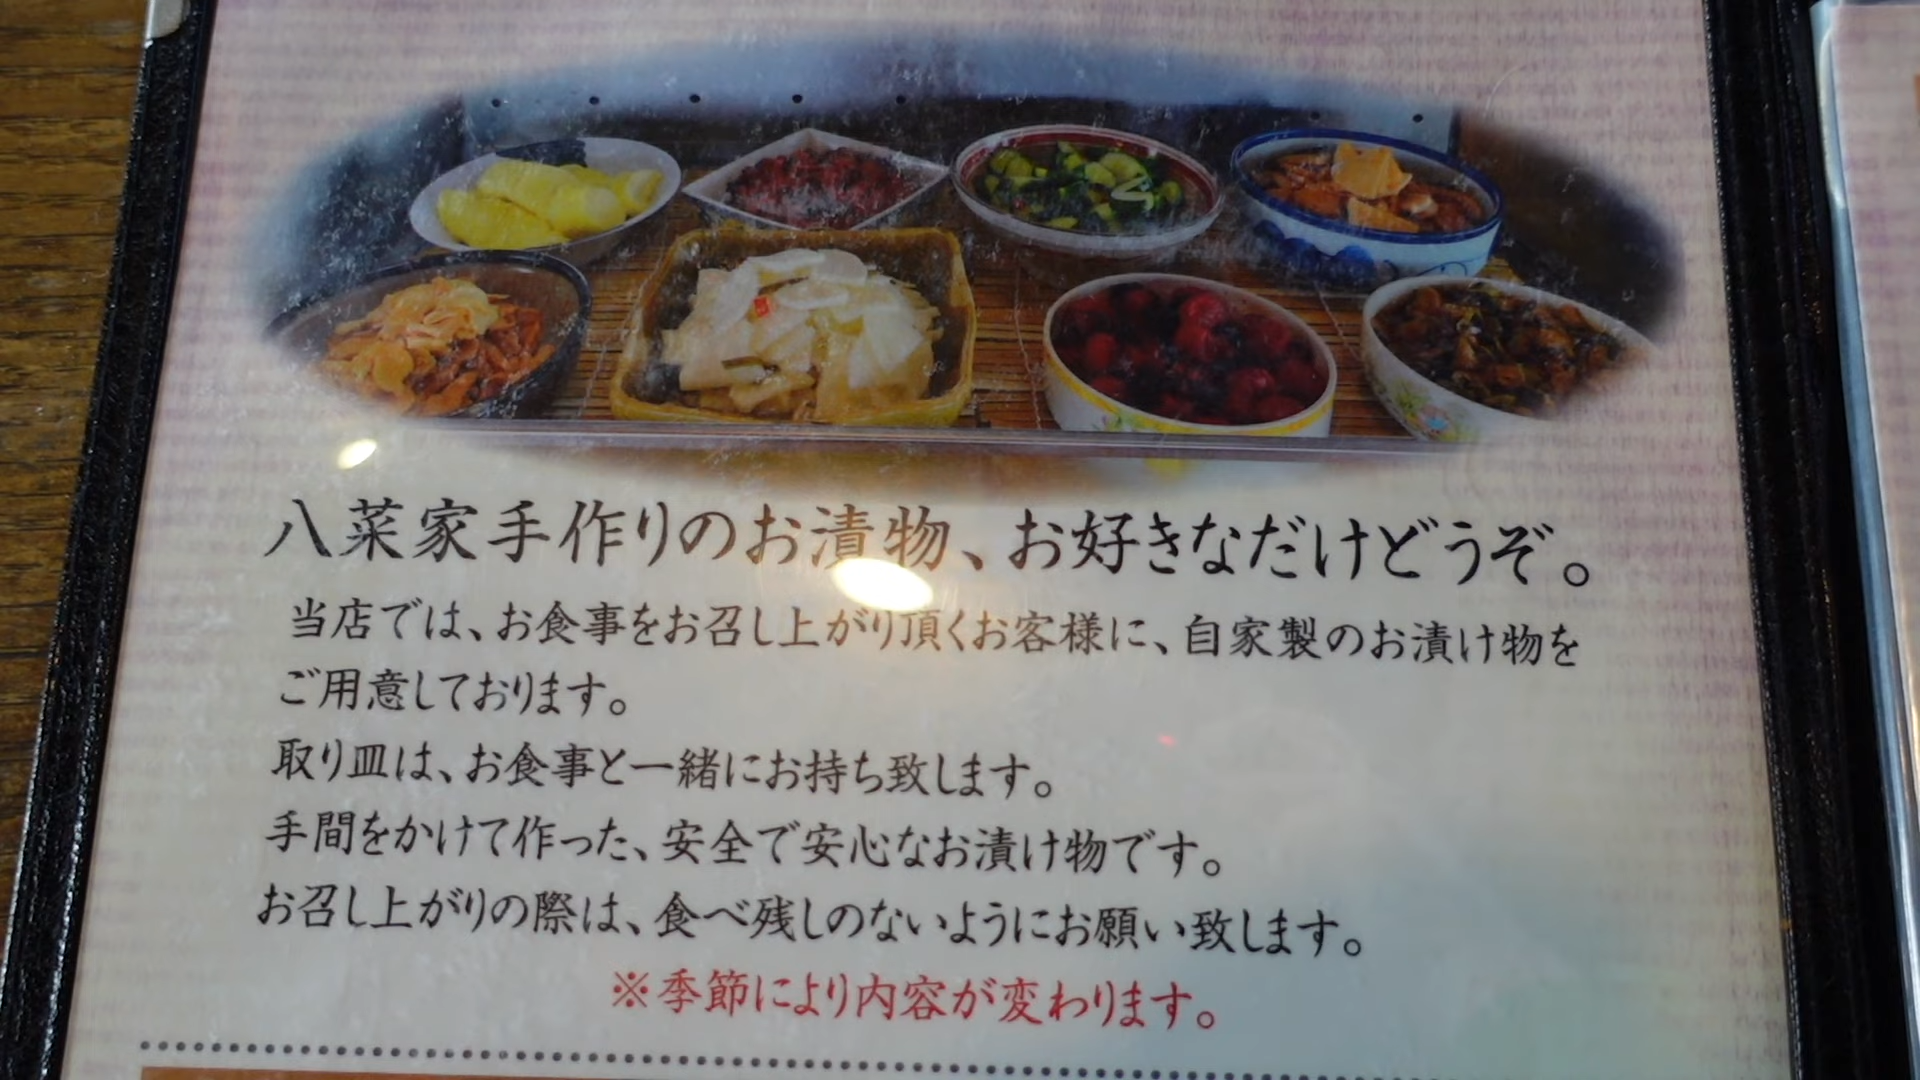 八菜家手作りのお漬物、お好きなだけどうぞ。
当店では、お食事をお召し上がり頂くお客様に、自家製のお漬け物を
ご用意しております。
取り皿は、お食事と一緒にお持ち致します。
手間をかけて作った、安全で安心なお漬け物です。
お召し上がりの際は、食べ残しのないようにお願い致します。
※季節により内容が変わります。